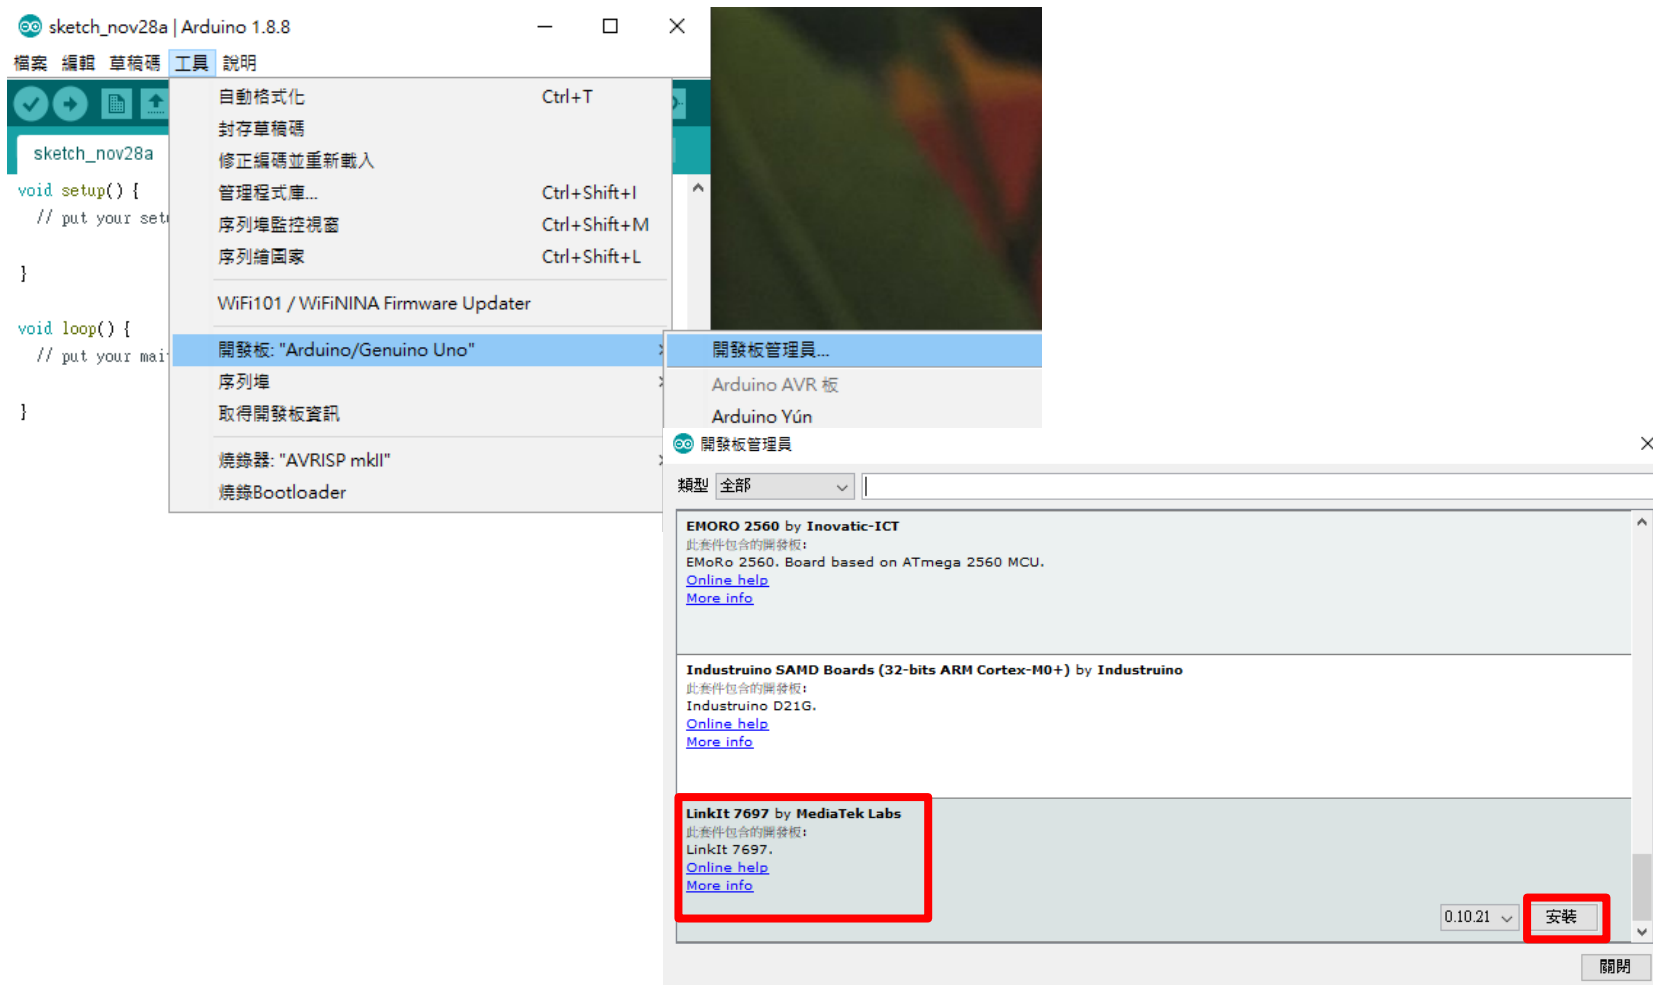 sketch_nov28a | Arduino 1.8.8
檔案 編輯 草稿碼 工具 說明
sketch_nov28a
void setup() {
// put your setu
}
void loop() {
// put your mai
}
自動格式化 Ctrl+T
封存草稿碼
修正編碼並重新載入
管理程式庫... Ctrl+Shift+I
序列埠監控視窗 Ctrl+Shift+M
序列繪圖家 Ctrl+Shift+L
WiFi101 / WiFiNINA Firmware Updater
開發板: "Arduino/Genuino Uno"
序列埠
取得開發板資訊
燒錄器: "AVRISP mkII"
燒錄Bootloader
開發板管理員...
Arduino AVR 板
Arduino Yún
開發板管理員
類型 全部
EMORO 2560 by Inovatic-ICT
此套件包含的開發板:
EMoRo 2560. Board based on ATmega 2560 MCU.
Online help
More info
Industruino SAMD Boards (32-bits ARM Cortex-M0+) by Industruino
此套件包含的開發板:
Industruino D21G.
Online help
More info
LinkIt 7697 by MediaTek Labs
此套件包含的開發板:
LinkIt 7697.
Online help
More info
0.10.21 安裝
關閉